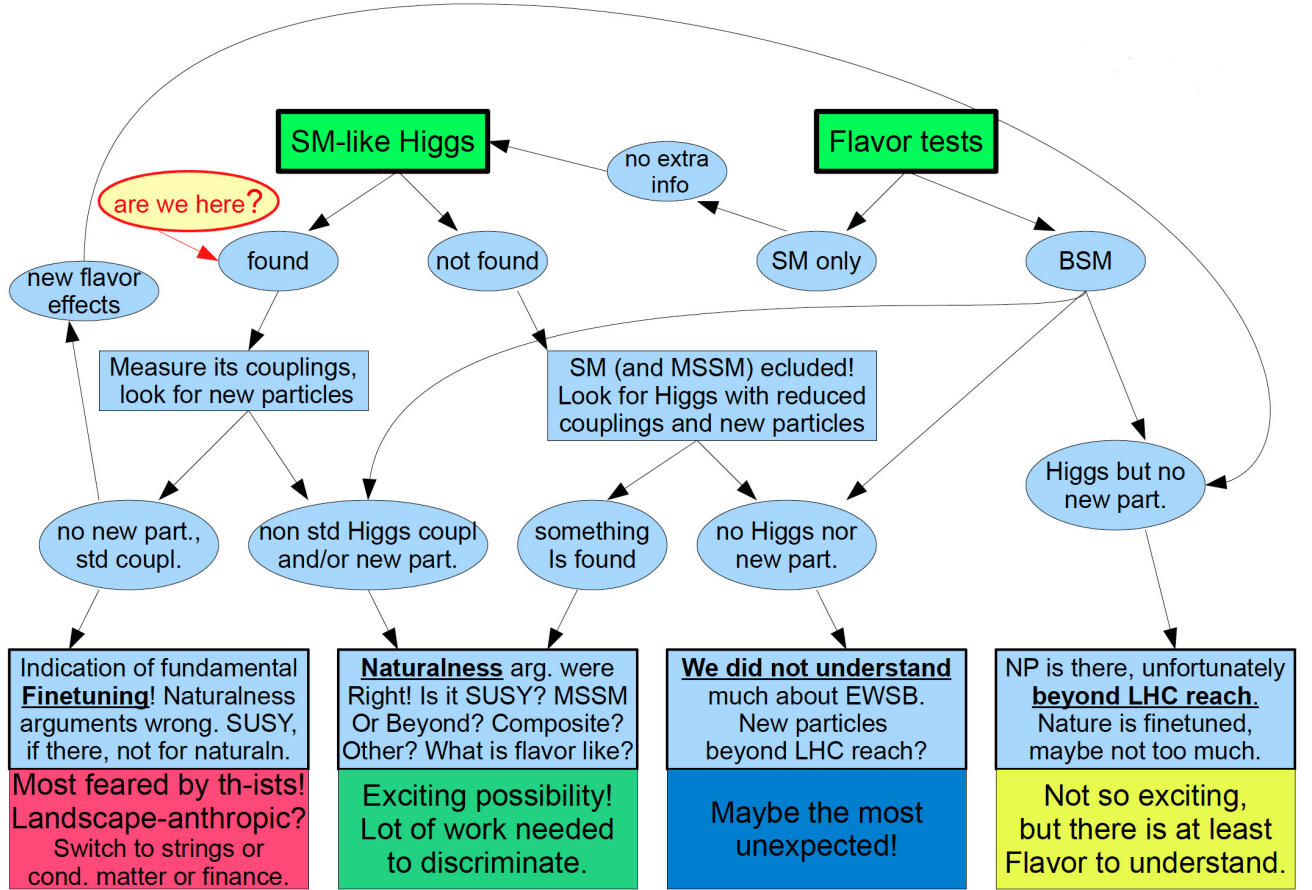 SM-like Higgs
Flavor tests
no extra
info
are we here?
found
not found
SM only
BSM
new flavor
effects
Measure its couplings,
look for new particles
SM (and MSSM) ecluded!
Look for Higgs with reduced
couplings and new particles
Higgs but no
new part.
no new part.,
std coupl.
non std Higgs coupl
and/or new part.
something
Is found
no Higgs nor
new part.
Indication of fundamental
Finetuning! Naturalness
arguments wrong. SUSY,
if there, not for naturaln.
Naturalness arg. were
Right! Is it SUSY? MSSM
Or Beyond? Composite?
Other? What is flavor like?
We did not understand
much about EWSB.
New particles
beyond LHC reach?
NP is there, unfortunately
beyond LHC reach.
Nature is finetuned,
maybe not too much.
Most feared by th-ists!
Landscape-anthropic?
Switch to strings or
cond. matter or finance.
Exciting possibility!
Lot of work needed
to discriminate.
Maybe the most
unexpected!
Not so exciting,
but there is at least
Flavor to understand.